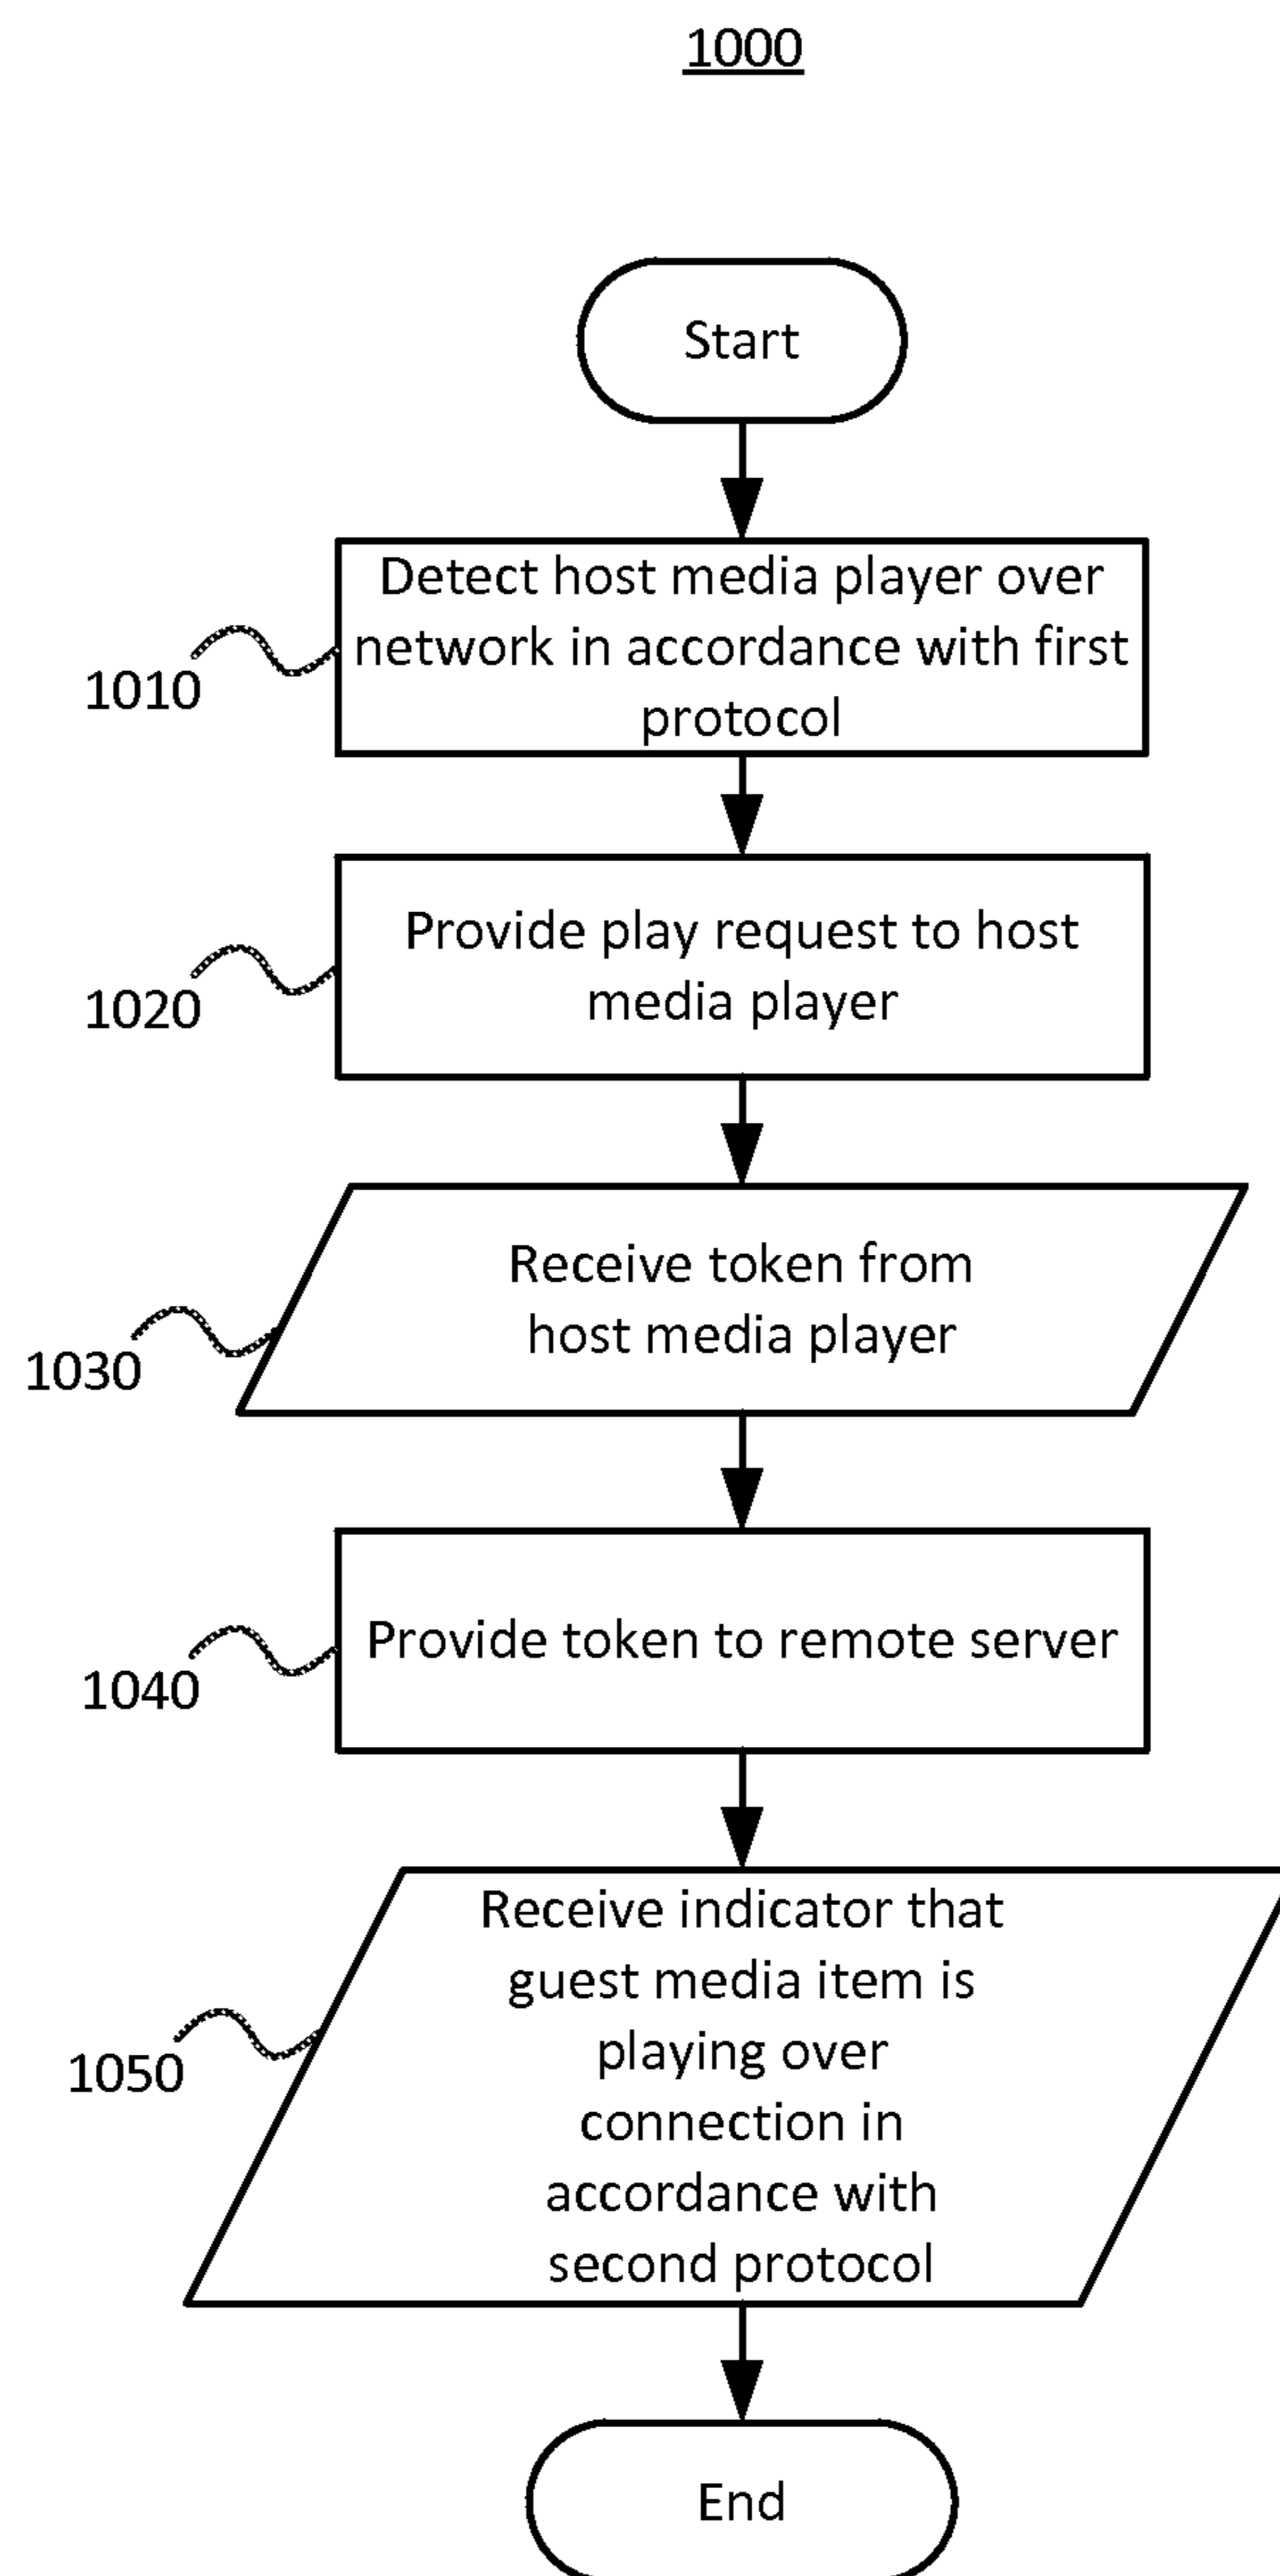 1000
Start
Detect host media player over
network in accordance with first
protocol
1010
Provide play request to host
media player
1020
Receive token from
host media player
1030
Provide token to remote server
1040
Receive indicator that
guest media item is
playing over
connection in
accordance with
second protocol
1050
End